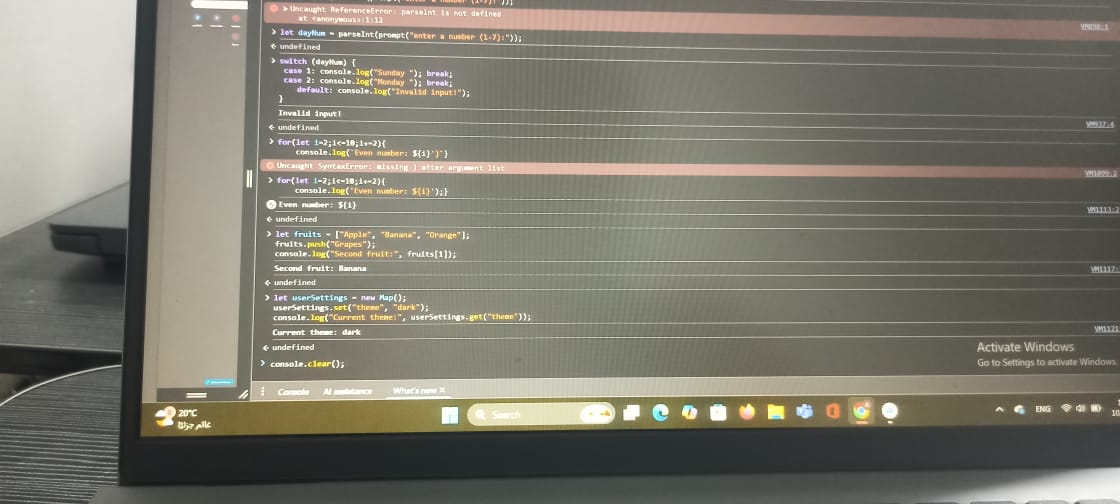 Uncaught ReferenceError: parseInt is not defined
at <anonymous>:1:12
> let dayNum = parseInt(prompt("enter a number (1-7):"));
undefined
> switch (dayNum) {
case 1: console.log("Sunday "); break;
case 2: console.log("Monday "); break;
default: console.log("Invalid input!");
}
Invalid input!
VM937:4
undefined
> for(let i=2;i<=10;i+=2){
console.log(`Even number: ${i}')`}
Uncaught SyntaxError: missing ) after argument list
VM1099:2
> for(let i=2;i<=10;i+=2){
console.log('Even number: ${i}');}
5 Even number: ${i}
VM1113:2
undefined
> let fruits = ["Apple", "Banana", "Orange"];
fruits.push("Grapes");
console.log("Second fruit:", fruits[1]);
Second fruit: Banana
VM1117:
undefined
> let userSettings = new Map();
userSettings.set("theme", "dark");
console.log("Current theme:", userSettings.get("theme"));
Current theme: dark
VM1121
undefined
> console.clear();
Activate Windows
Go to Settings to activate Windows.
Console AI assistance What's new ×
20°C
Search
ENG
10